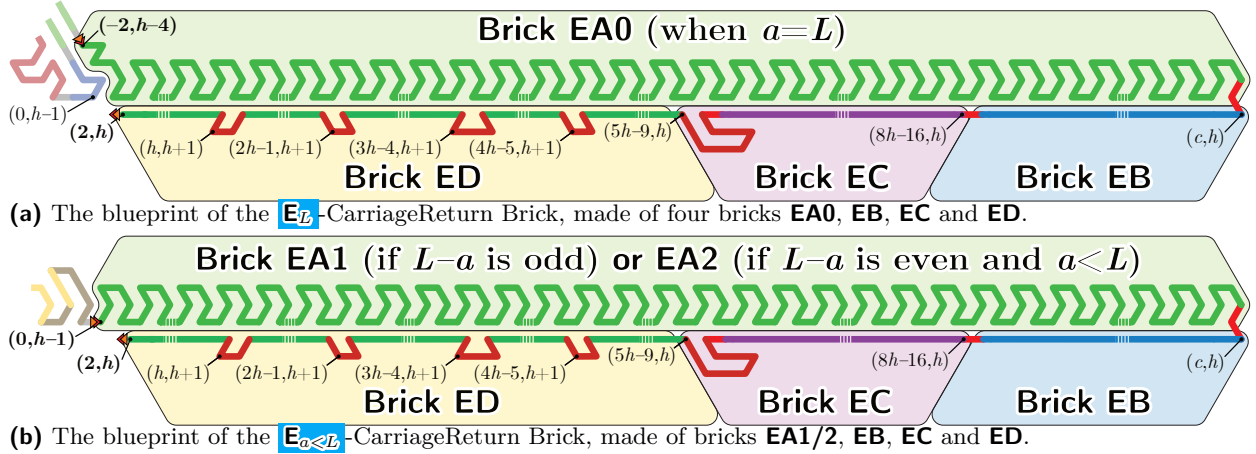 (–2,h–4)
Brick EA0 (when a=L)
(0,h–1)
(2,h)
(h,h+1)
(2h–1,h+1)
(3h–4,h+1)
(4h–5,h+1)
(5h–9,h)
(8h–16,h)
(c,h)
Brick ED
Brick EC
Brick EB
(a) The blueprint of the E_L-CarriageReturn Brick, made of four bricks EA0, EB, EC and ED.
Brick EA1 (if L–a is odd) or EA2 (if L–a is even and a<L)
(0,h–1)
(2,h)
(h,h+1)
(2h–1,h+1)
(3h–4,h+1)
(4h–5,h+1)
(5h–9,h)
(8h–16,h)
(c,h)
Brick ED
Brick EC
Brick EB
(b) The blueprint of the E_{a<L}-CarriageReturn Brick, made of bricks EA1/2, EB, EC and ED.